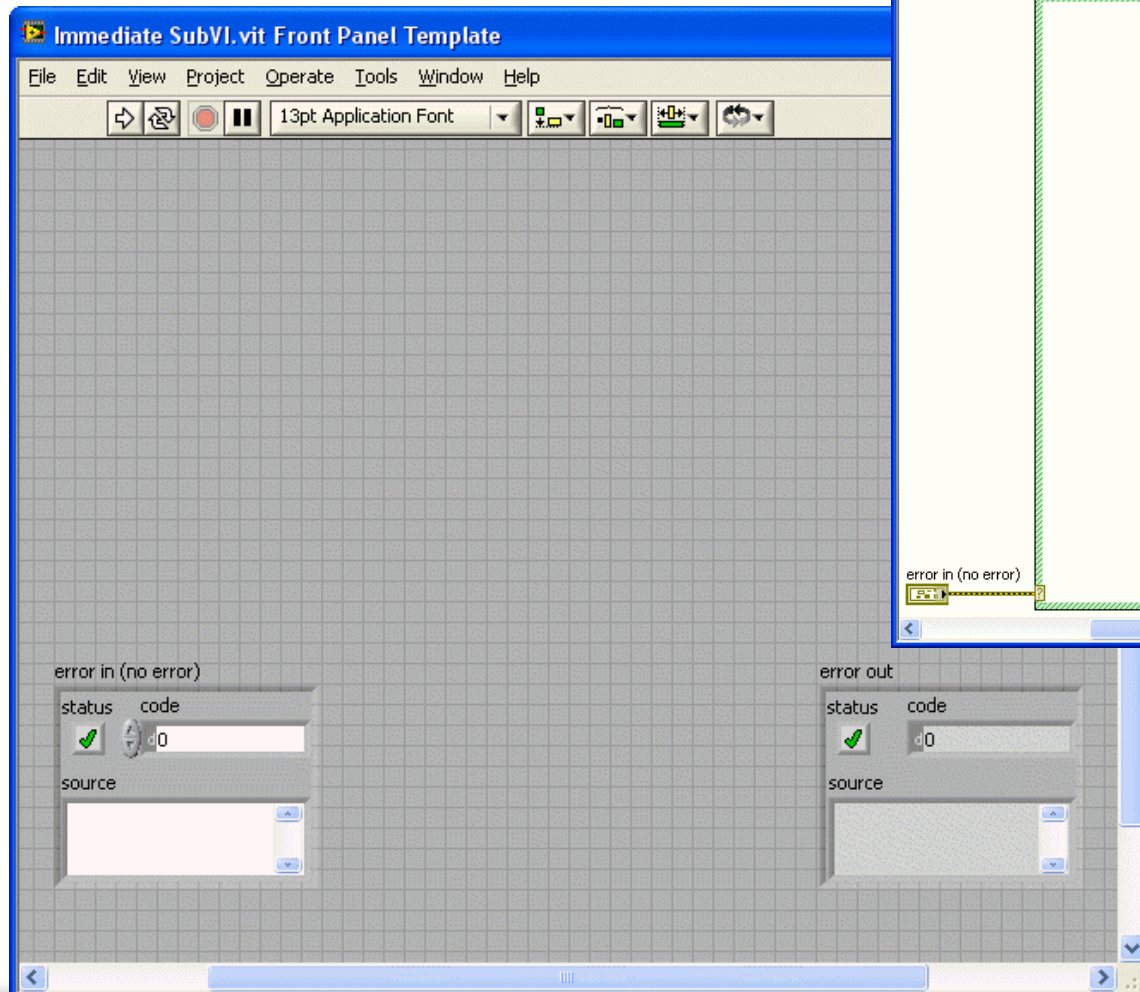 Immediate SubVI.vit Front Panel Template
File Edit View Project Operate Tools Window Help
13pt Application Font
error in (no error)
error in (no error)
status code
0
source
error out
status code
0
source